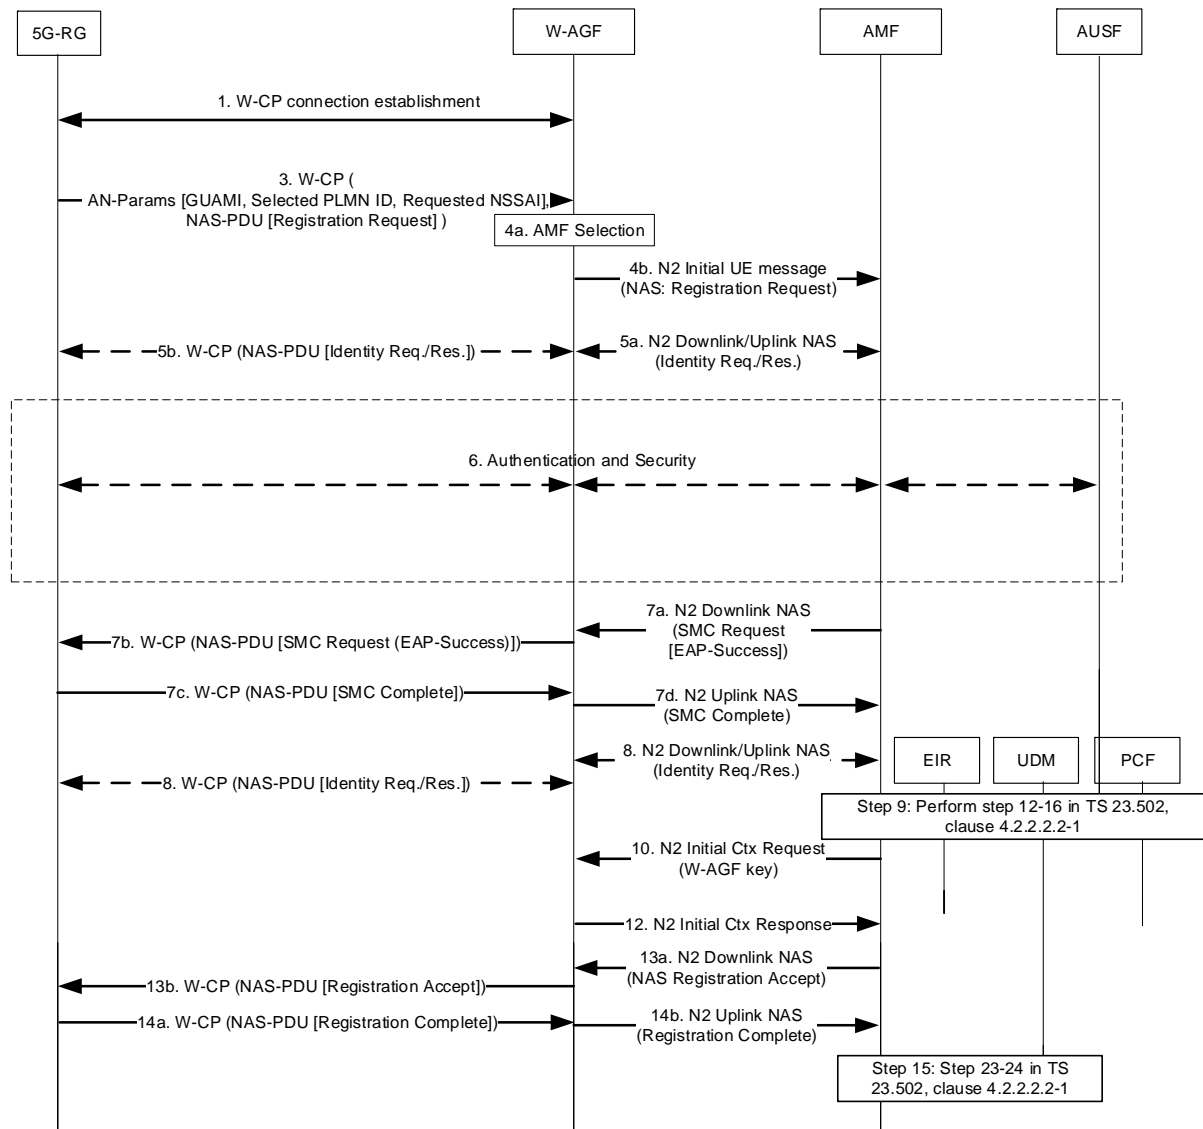 5G-RG
W-AGF
AMF
AUSF
1. W-CP connection establishment
3. W-CP (
AN-Params [GUAMI, Selected PLMN ID, Requested NSSAI],
NAS-PDU [Registration Request] )
4a. AMF Selection
4b. N2 Initial UE message
(NAS: Registration Request)
5b. W-CP (NAS-PDU [Identity Req./Res.])
5a. N2 Downlink/Uplink NAS
(Identity Req./Res.)
6. Authentication and Security
7a. N2 Downlink NAS
(SMC Request
[EAP-Success])
7b. W-CP (NAS-PDU [SMC Request (EAP-Success)])
7c. W-CP (NAS-PDU [SMC Complete])
7d. N2 Uplink NAS
(SMC Complete)
8. N2 Downlink/Uplink NAS
(Identity Req./Res.)
8. W-CP (NAS-PDU [Identity Req./Res.])
EIR
UDM
PCF
Step 9: Perform step 12-16 in TS 23.502,
clause 4.2.2.2.2-1
10. N2 Initial Ctx Request
(W-AGF key)
12. N2 Initial Ctx Response
13a. N2 Downlink NAS
(NAS Registration Accept)
13b. W-CP (NAS-PDU [Registration Accept])
14a. W-CP (NAS-PDU [Registration Complete])
14b. N2 Uplink NAS
(Registration Complete)
Step 15: Step 23-24 in TS
23.502, clause 4.2.2.2.2-1